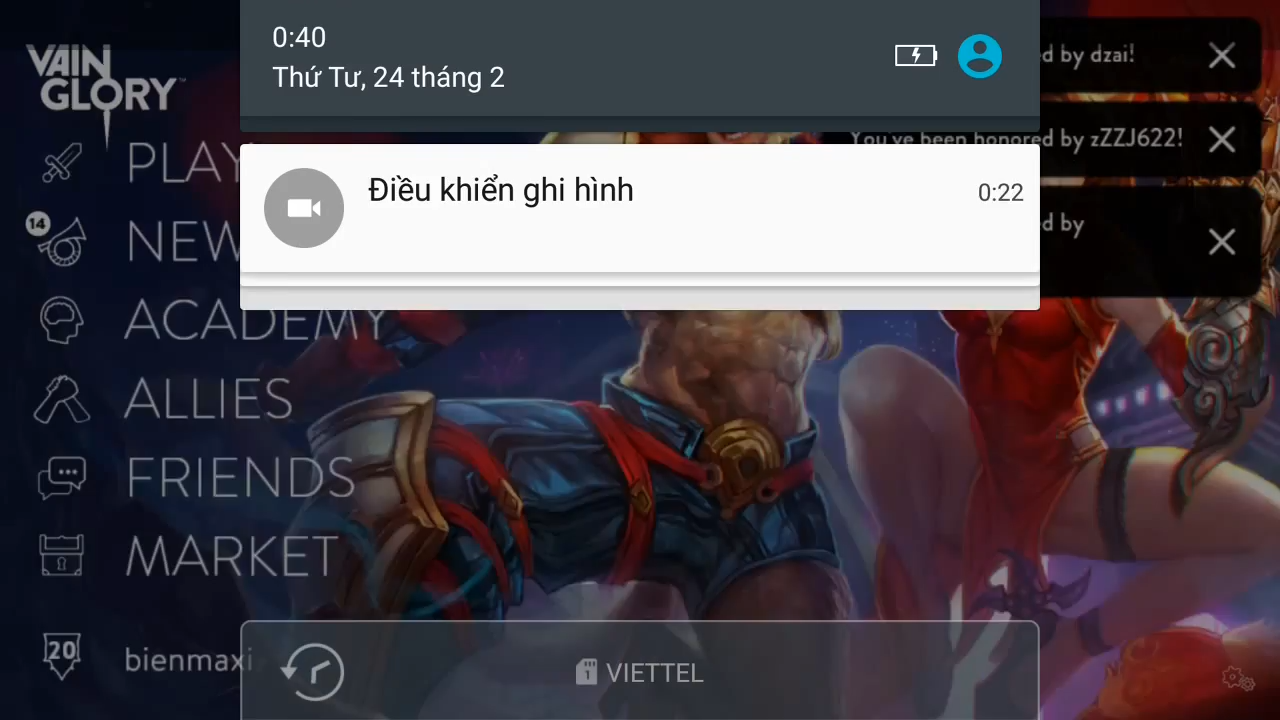 0:40
Thứ Tư, 24 tháng 2
Điều khiển ghi hình
0:22
VAIN
GLORY
PLAY
14
ACADEMY
ALLIES
FRIENDS
MARKET
20
bienmaxi
by dzai!
You've been honored by zZZJ622!
by
1 VIETTEL